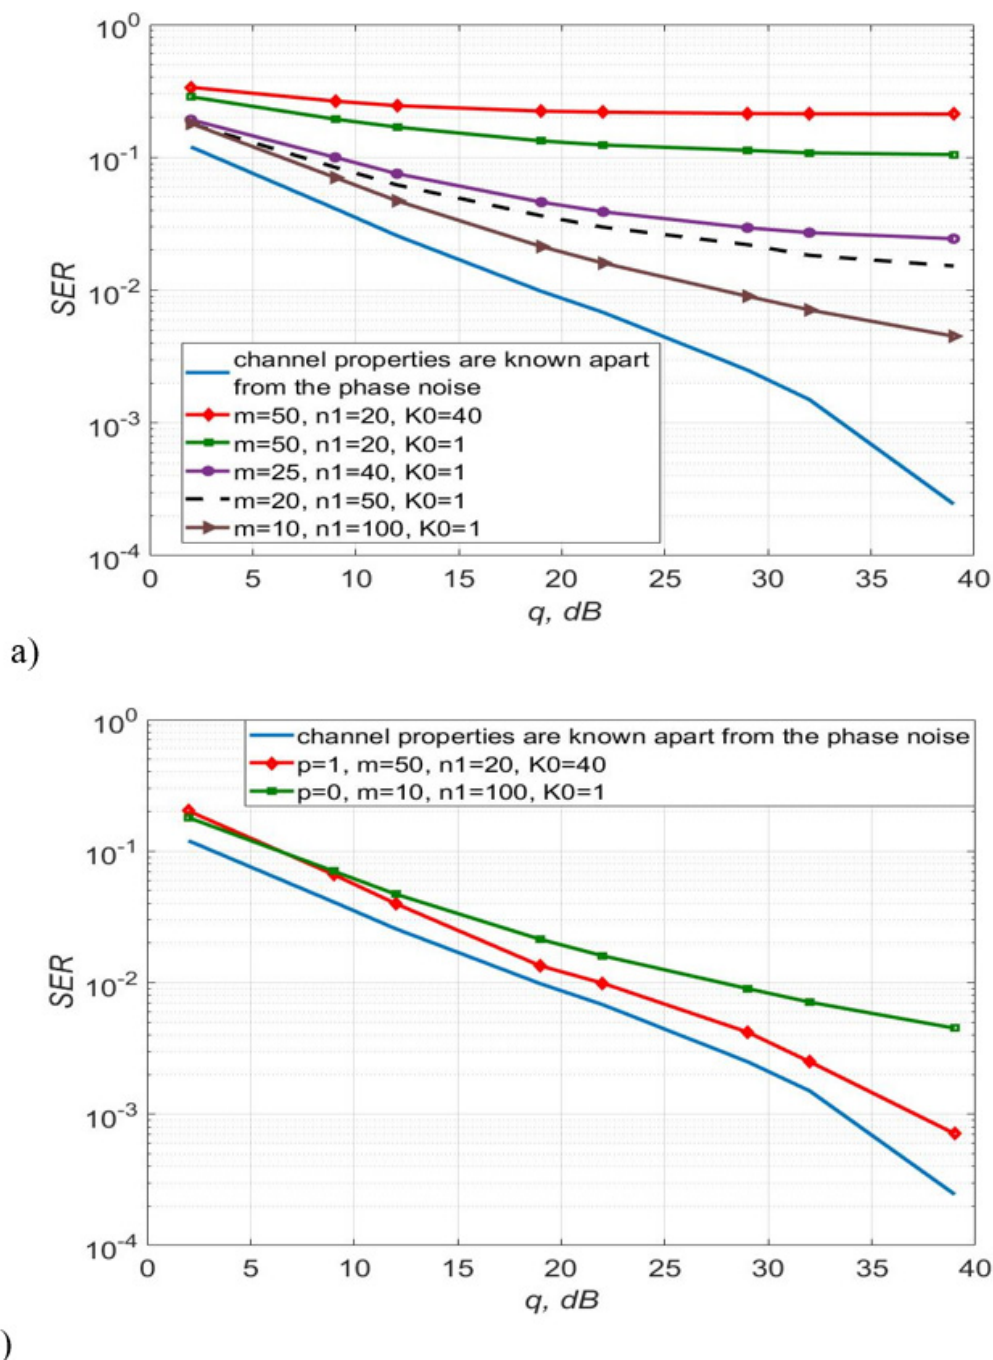 10^0
10^-1
10^-2
10^-3
10^-4
SER
channel properties are known apart
from the phase noise
m=50, n1=20, K0=40
m=50, n1=20, K0=1
m=25, n1=40, K0=1
m=20, n1=50, K0=1
m=10, n1=100, K0=1
0 5 10 15 20 25 30 35 40
q, dB
a)
10^0
10^-1
10^-2
10^-3
10^-4
SER
channel properties are known apart from the phase noise
p=1, m=50, n1=20, K0=40
p=0, m=10, n1=100, K0=1
0 5 10 15 20 25 30 35 40
q, dB
)